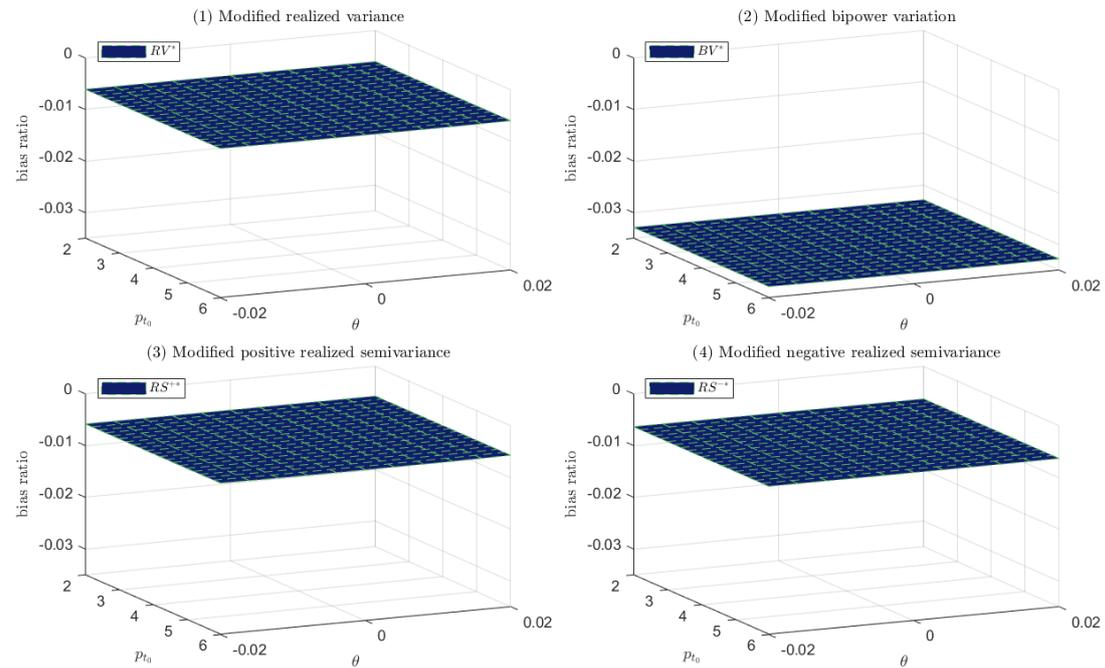 (1) Modified realized variance
RV*
0
-0.01
-0.02
-0.03
bias ratio
2
3
4
5
6
p_{t_0}
-0.02
0
0.02
θ
(2) Modified bipower variation
BV*
0
-0.01
-0.02
-0.03
bias ratio
2
3
4
5
6
p_{t_0}
-0.02
0
0.02
θ
(3) Modified positive realized semivariance
RS^{+*}
0
-0.01
-0.02
-0.03
bias ratio
2
3
4
5
6
p_{t_0}
-0.02
0
0.02
θ
(4) Modified negative realized semivariance
RS^{-*}
0
-0.01
-0.02
-0.03
bias ratio
2
3
4
5
6
p_{t_0}
-0.02
0
0.02
θ